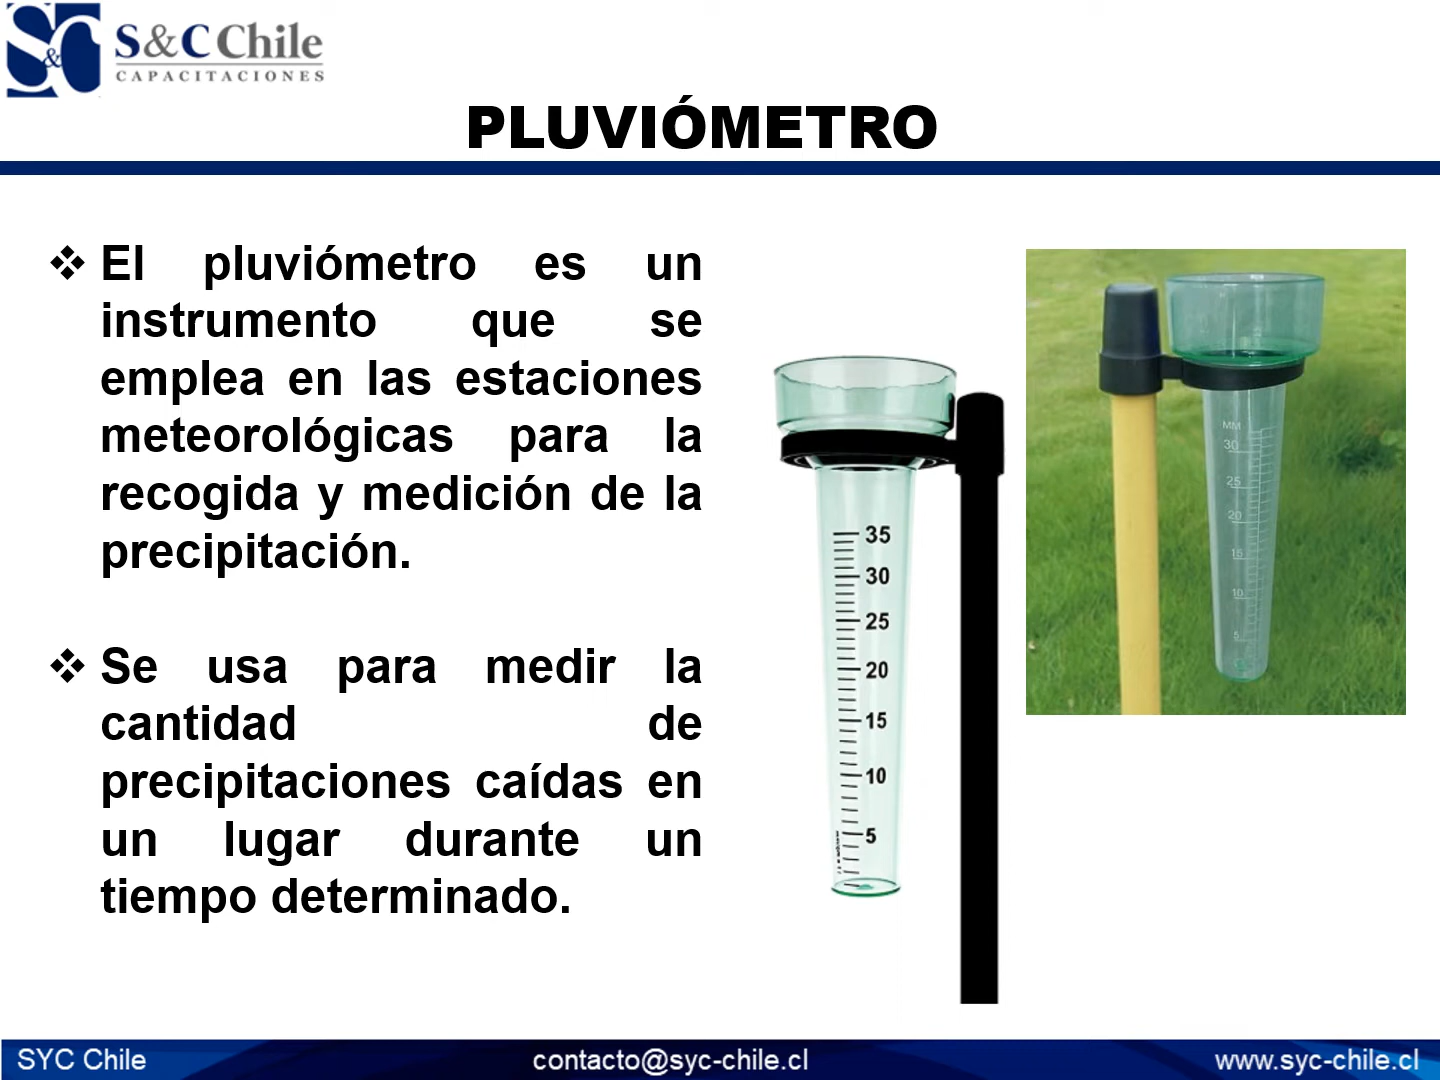 S&C Chile
CAPACITACIONES
PLUVIÓMETRO
❖ El pluviómetro es un
instrumento que se
emplea en las estaciones
meteorológicas para la
recogida y medición de la
precipitación.
❖ Se usa para medir la
cantidad de
precipitaciones caídas en
un lugar durante un
tiempo determinado.
35
30
25
20
15
10
5
MM
30
25
20
15
10
5
SYC Chile
contacto@syc-chile.cl
www.syc-chile.cl